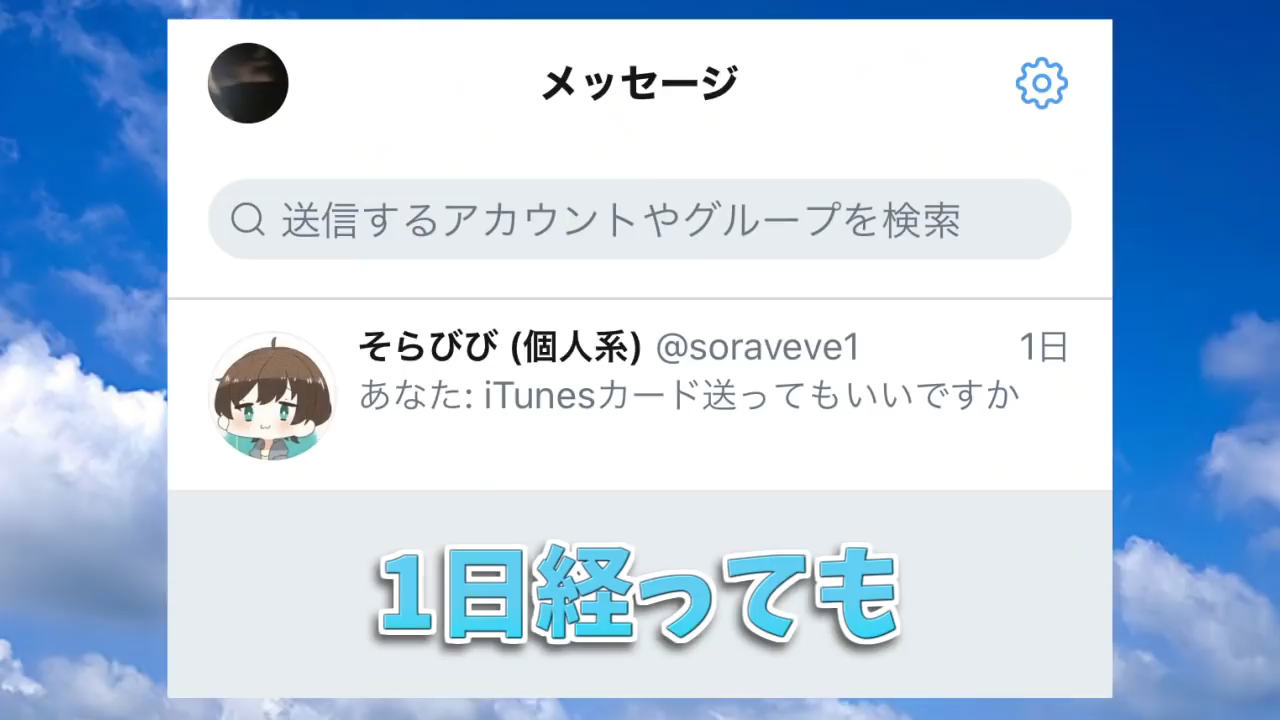 メッセージ
送信するアカウントやグループを検索
そらびび (個人系) @soraveve1 1日
あなた: iTunesカード送ってもいいですか
1日経っても